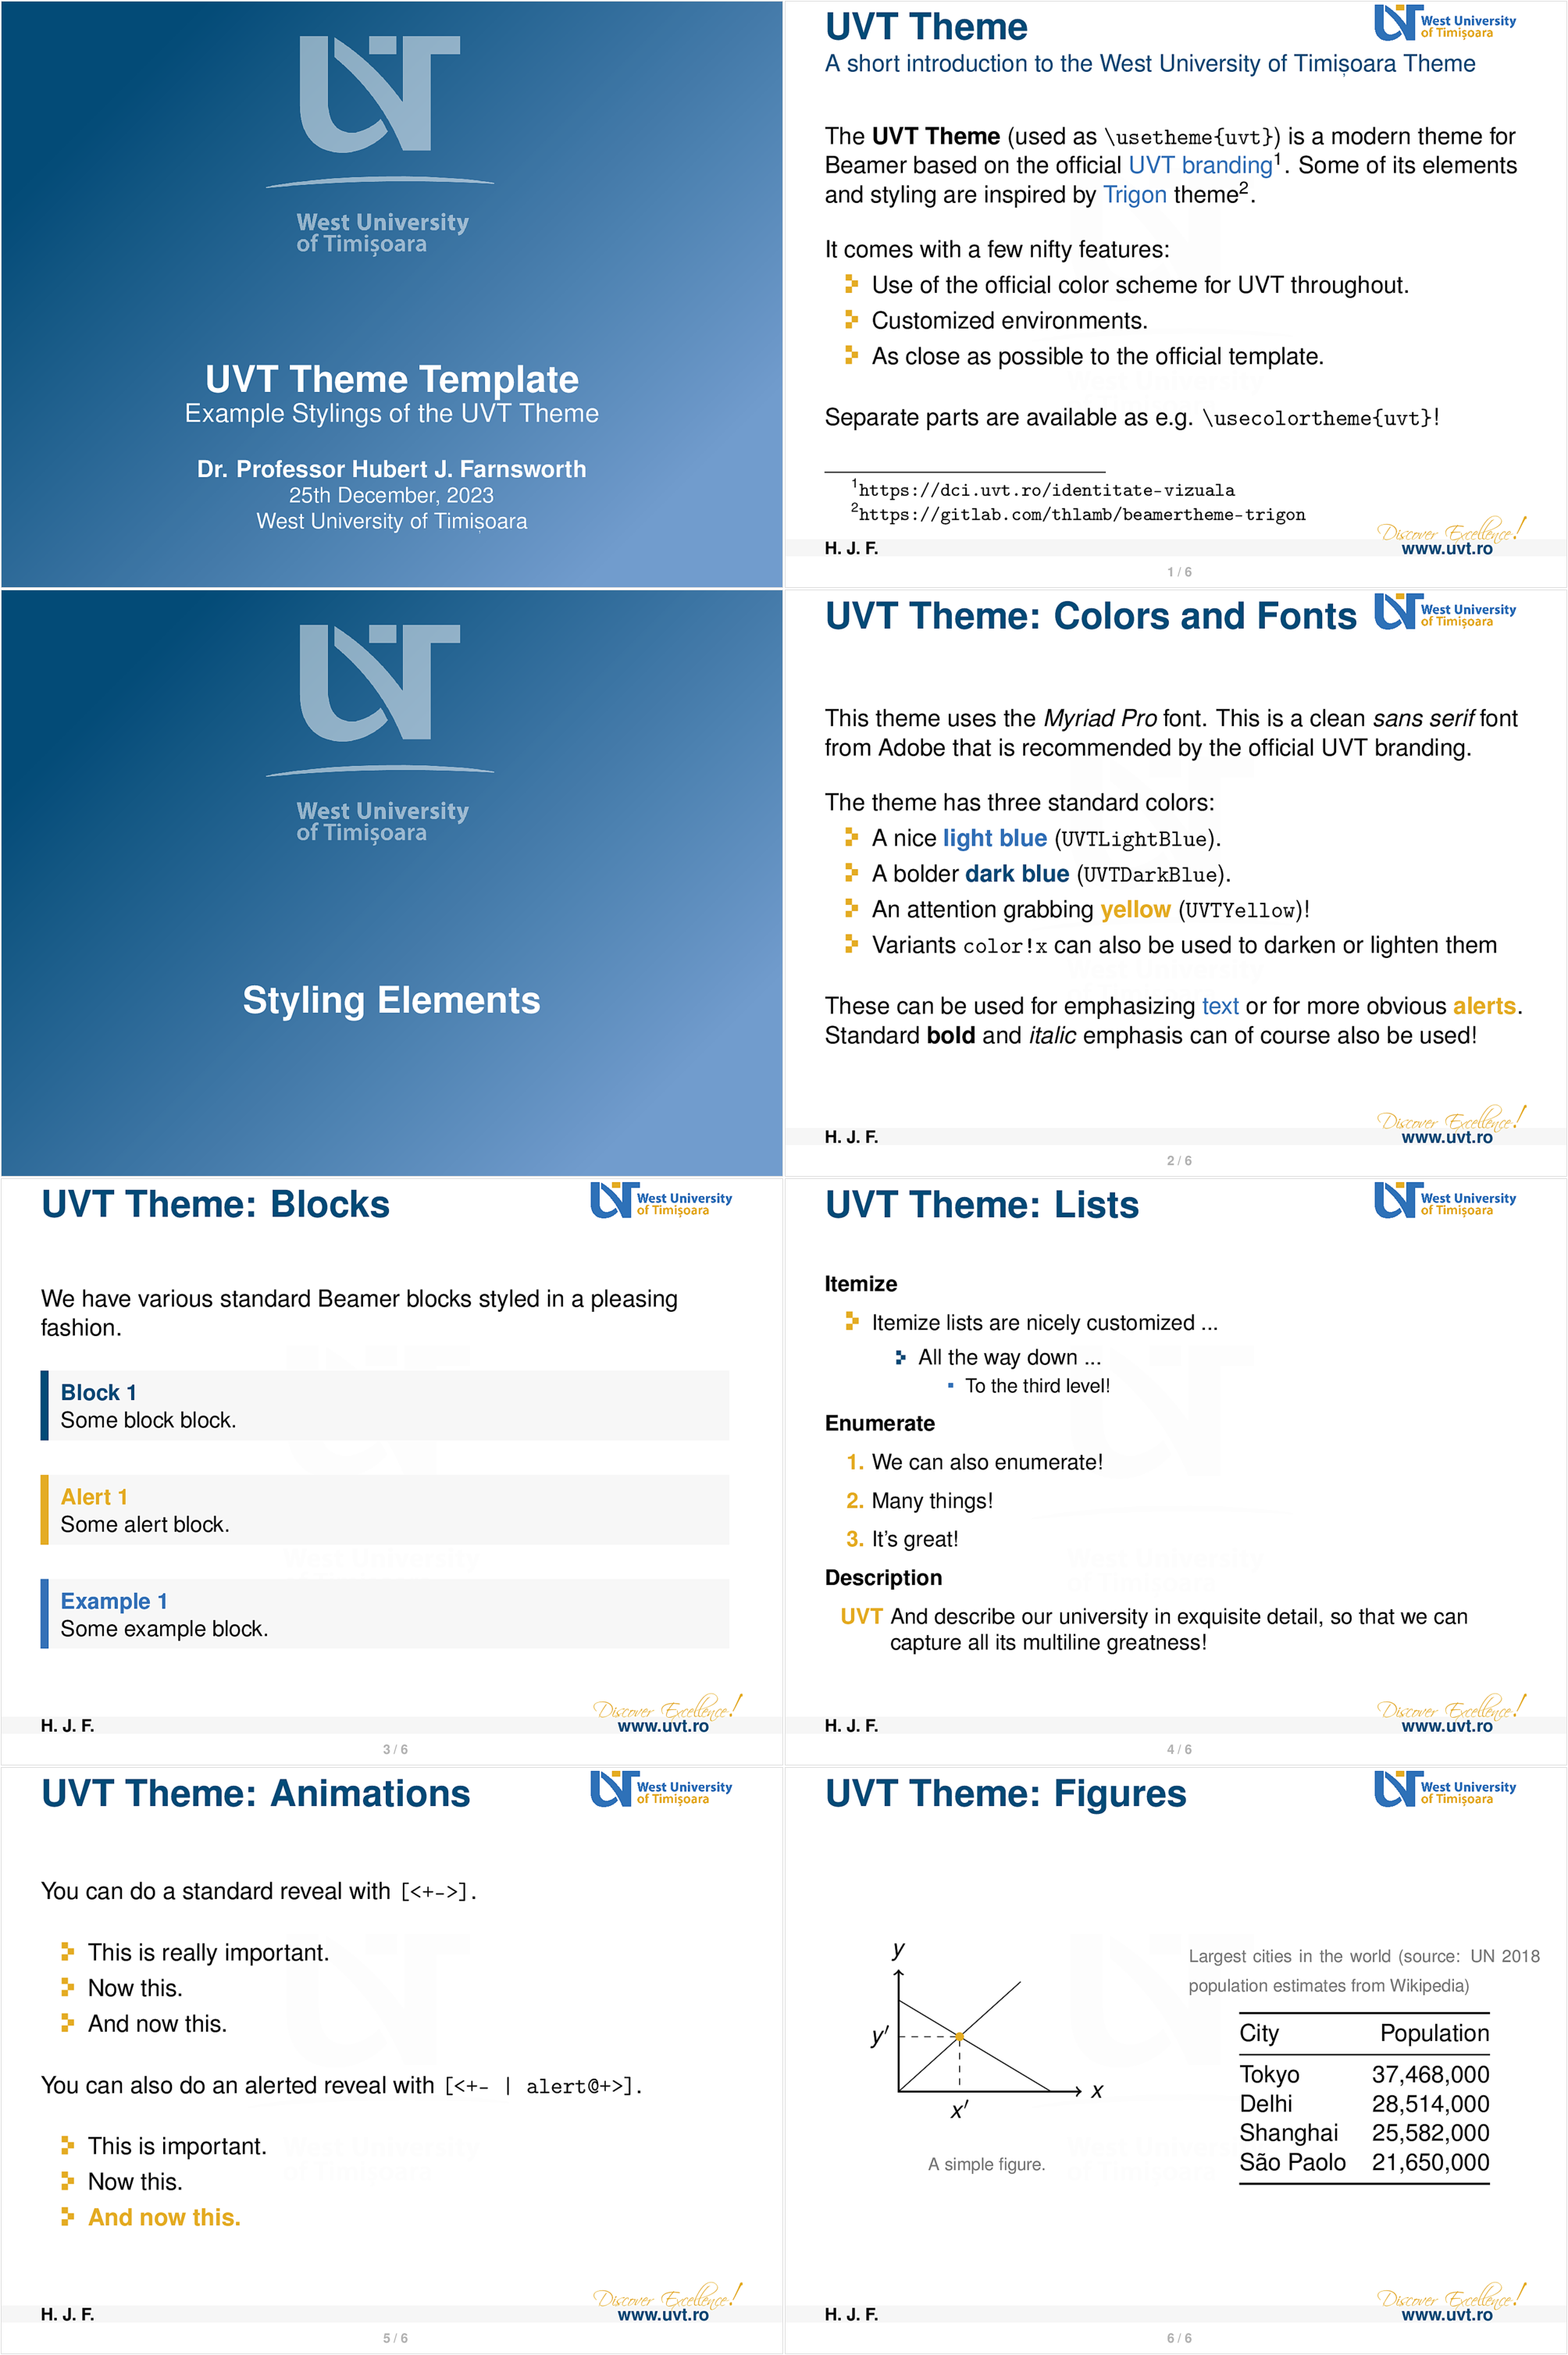 West University
of Timișoara
UVT Theme Template
Example Stylings of the UVT Theme
Dr. Professor Hubert J. Farnsworth
25th December, 2023
West University of Timișoara
UVT Theme
West University
of Timișoara
A short introduction to the West University of Timișoara Theme
The UVT Theme (used as \usetheme{uvt}) is a modern theme for
Beamer based on the official UVT branding¹. Some of its elements
and styling are inspired by Trigon theme².
It comes with a few nifty features:
Use of the official color scheme for UVT throughout.
Customized environments.
As close as possible to the official template.
Separate parts are available as e.g. \usecolortheme{uvt}!
¹https://dci.uvt.ro/identitate-vizuala
²https://gitlab.com/thlamb/beamertheme-trigon
Discover Excellence!
H. J. F.
www.uvt.ro
1 / 6
West University
of Timișoara
Styling Elements
UVT Theme: Colors and Fonts
West University
of Timișoara
This theme uses the Myriad Pro font. This is a clean sans serif font
from Adobe that is recommended by the official UVT branding.
The theme has three standard colors:
A nice light blue (UVTLightBlue).
A bolder dark blue (UVTDarkBlue).
An attention grabbing yellow (UVTYellow)!
Variants color!x can also be used to darken or lighten them
These can be used for emphasizing text or for more obvious alerts.
Standard bold and italic emphasis can of course also be used!
Discover Excellence!
H. J. F.
www.uvt.ro
2 / 6
UVT Theme: Blocks
West University
of Timișoara
We have various standard Beamer blocks styled in a pleasing
fashion.
Block 1
Some block block.
Alert 1
Some alert block.
Example 1
Some example block.
Discover Excellence!
H. J. F.
www.uvt.ro
3 / 6
UVT Theme: Lists
West University
of Timișoara
Itemize
Itemize lists are nicely customized ...
All the way down ...
To the third level!
Enumerate
1. We can also enumerate!
2. Many things!
3. It's great!
Description
UVT And describe our university in exquisite detail, so that we can
capture all its multiline greatness!
Discover Excellence!
H. J. F.
www.uvt.ro
4 / 6
UVT Theme: Animations
West University
of Timișoara
You can do a standard reveal with [<+->].
This is really important.
Now this.
And now this.
You can also do an alerted reveal with [<+- | alert@+>].
This is important.
Now this.
And now this.
Discover Excellence!
H. J. F.
www.uvt.ro
5 / 6
UVT Theme: Figures
West University
of Timișoara
y
y′
x
x′
A simple figure.
Largest cities in the world (source: UN 2018
population estimates from Wikipedia)
City Population
Tokyo 37,468,000
Delhi 28,514,000
Shanghai 25,582,000
São Paolo 21,650,000
Discover Excellence!
H. J. F.
www.uvt.ro
6 / 6